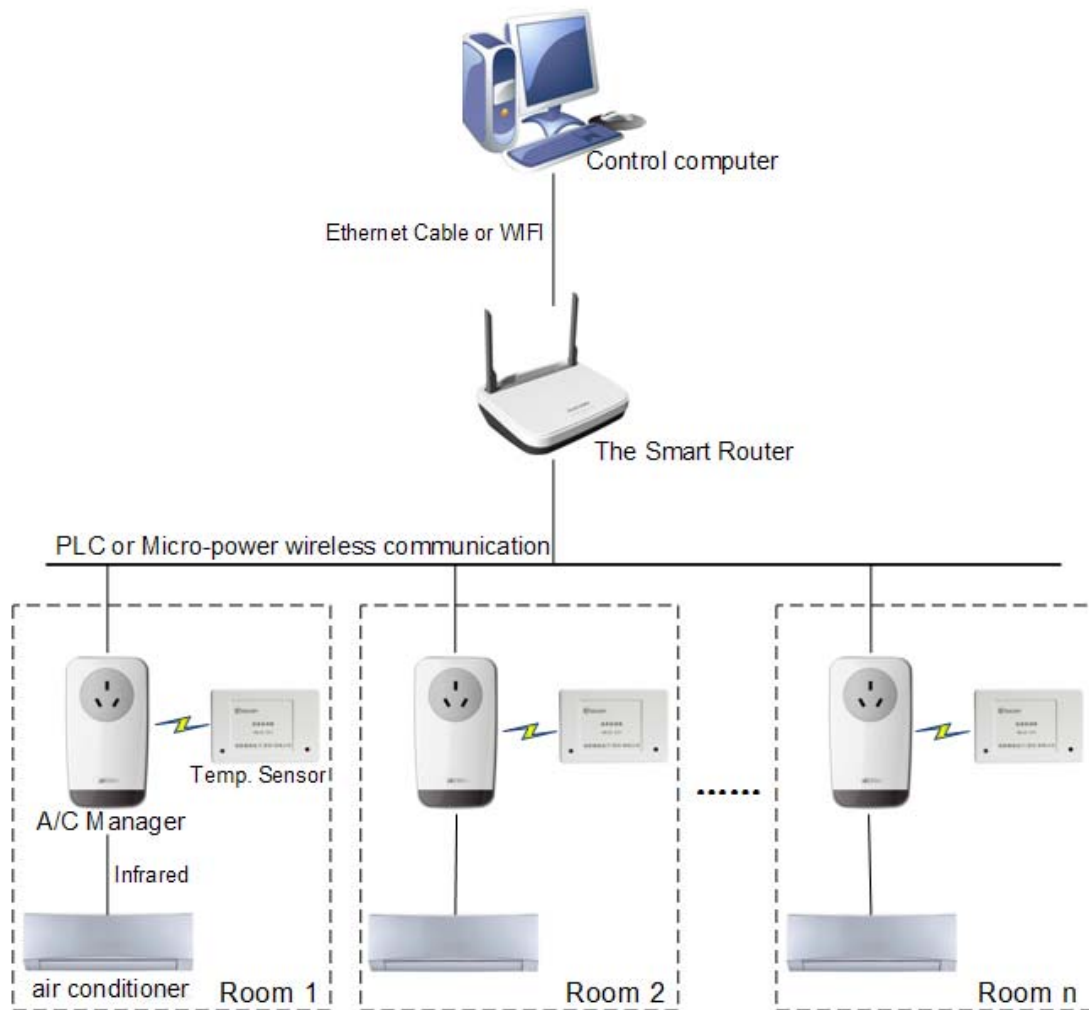 Control computer
Ethernet Cable or WIFI
The Smart Router
PLC or Micro-power wireless communication
Temp. Sensor
A/C Manager
Infrared
air conditioner
Room 1
Room 2
......
Room n